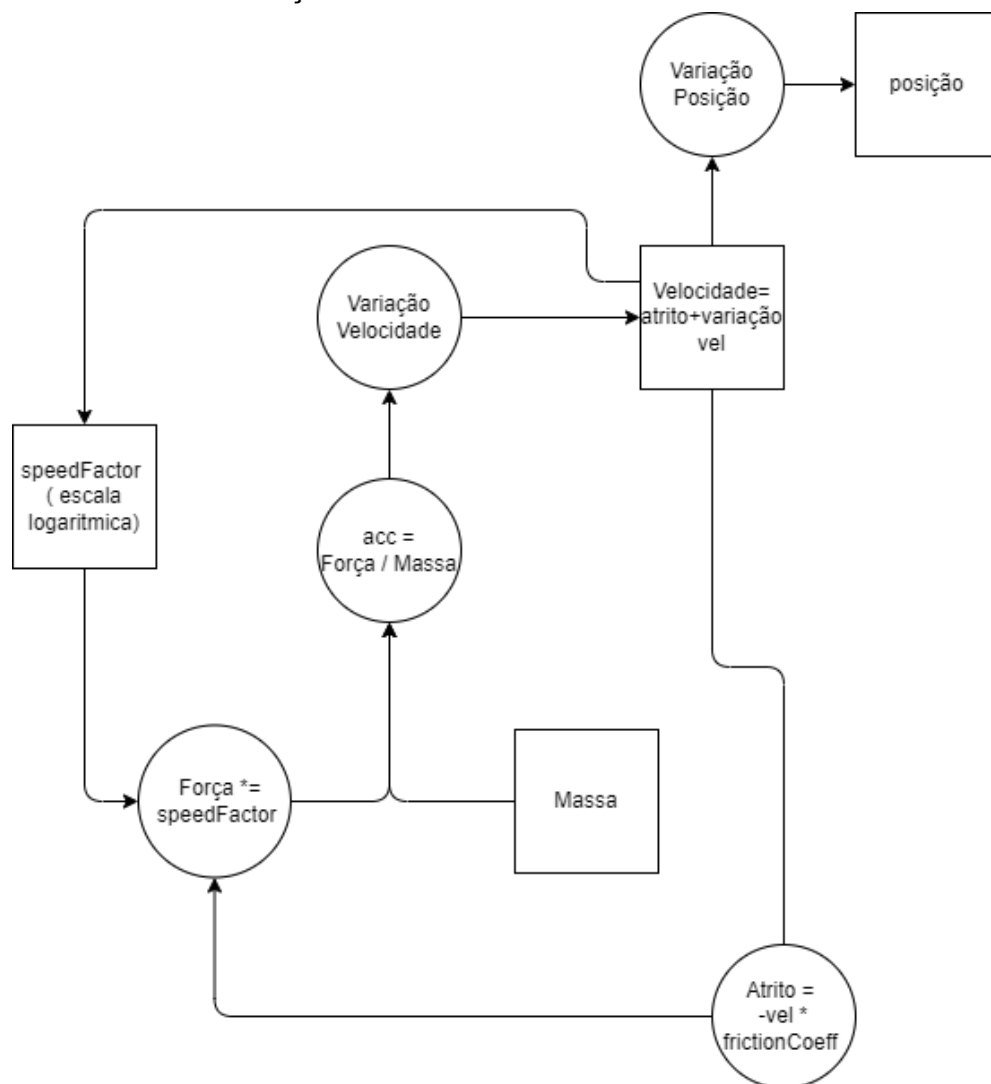 Variação
Posição
posição
Velocidade=
atrito+variação
vel
Variação
Velocidade
speedFactor
( escala
logaritmica)
acc =
Força / Massa
Força *=
speedFactor
Massa
Atrito =
-vel *
frictionCoeff